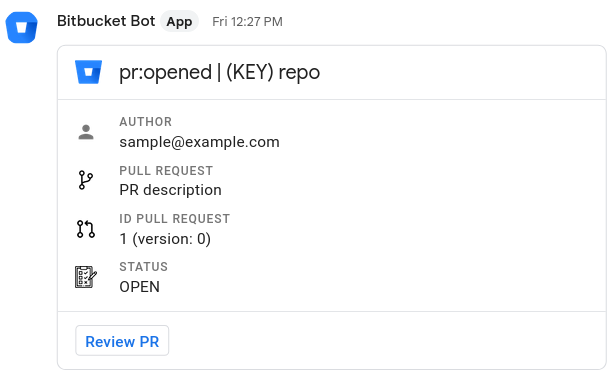 Bitbucket Bot App Fri 12:27 PM
pr:opened | (KEY) repo
AUTHOR
sample@example.com
PULL REQUEST
PR description
ID PULL REQUEST
1 (version: 0)
STATUS
OPEN
Review PR